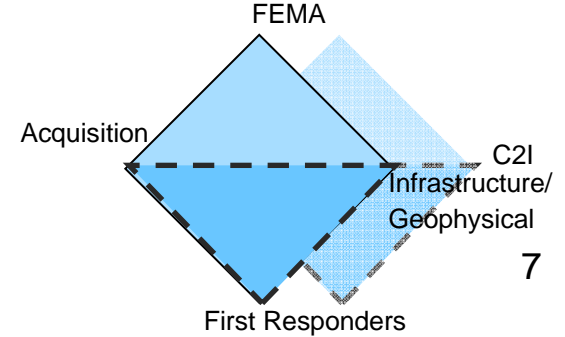 FEMA
Acquisition
C2I
Infrastructure/
Geophysical
7
First Responders